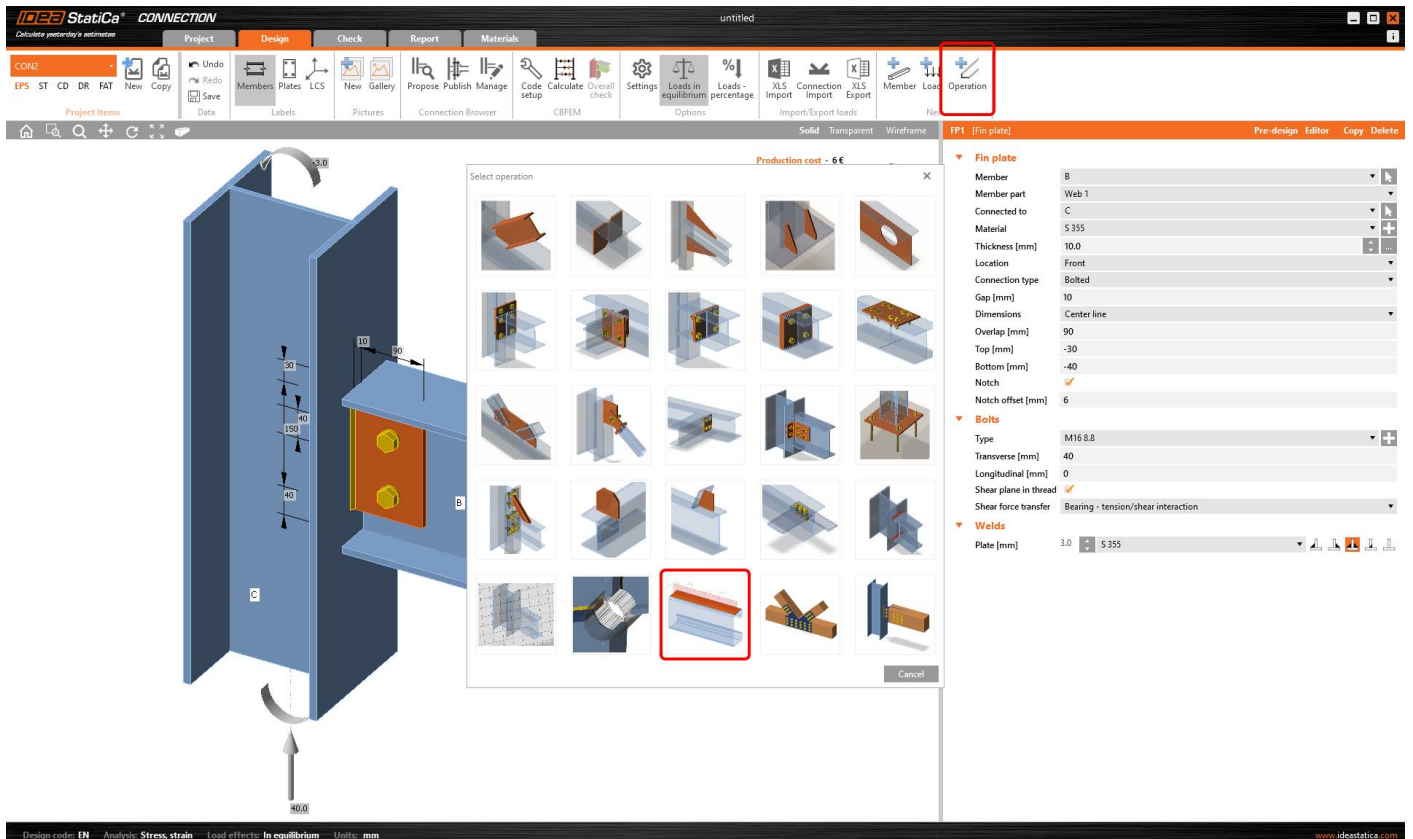 IDEA StatiCa® CONNECTION
untitled
Calculate yesterday's estimates
Project Design Check Report Materials
CON2
EPS ST CD DR FAT New Copy
Undo
Redo
Save
Members Plates LCS
New Gallery
Propose Publish Manage
Code setup Calculate Overall check
Settings Loads in equilibrium Loads - percentage
XLS Import Connection Import XLS Export
Member Load Operation
Project items Data Labels Pictures Connection Browser CBFEM Options Import/Export loads New
Solid Transparent Wireframe
FP1 [Fin plate] Pre-design Editor Copy Delete
Production cost - 6 €
Select operation
Cancel
3.0
10
90
30
40
150
40
B
C
40.0
Fin plate
Member B
Member part Web 1
Connected to C
Material S 355
Thickness [mm] 10.0
Location Front
Connection type Bolted
Gap [mm] 10
Dimensions Center line
Overlap [mm] 90
Top [mm] -30
Bottom [mm] -40
Notch
Notch offset [mm] 6
Bolts
Type M16 8.8
Transverse [mm] 40
Longitudinal [mm] 0
Shear plane in thread
Shear force transfer Bearing - tension/shear interaction
Welds
Plate [mm] 3.0 S 355
Design code: EN Analysis: Stress, strain Load effects: In equilibrium Units: mm
www.ideastatica.com